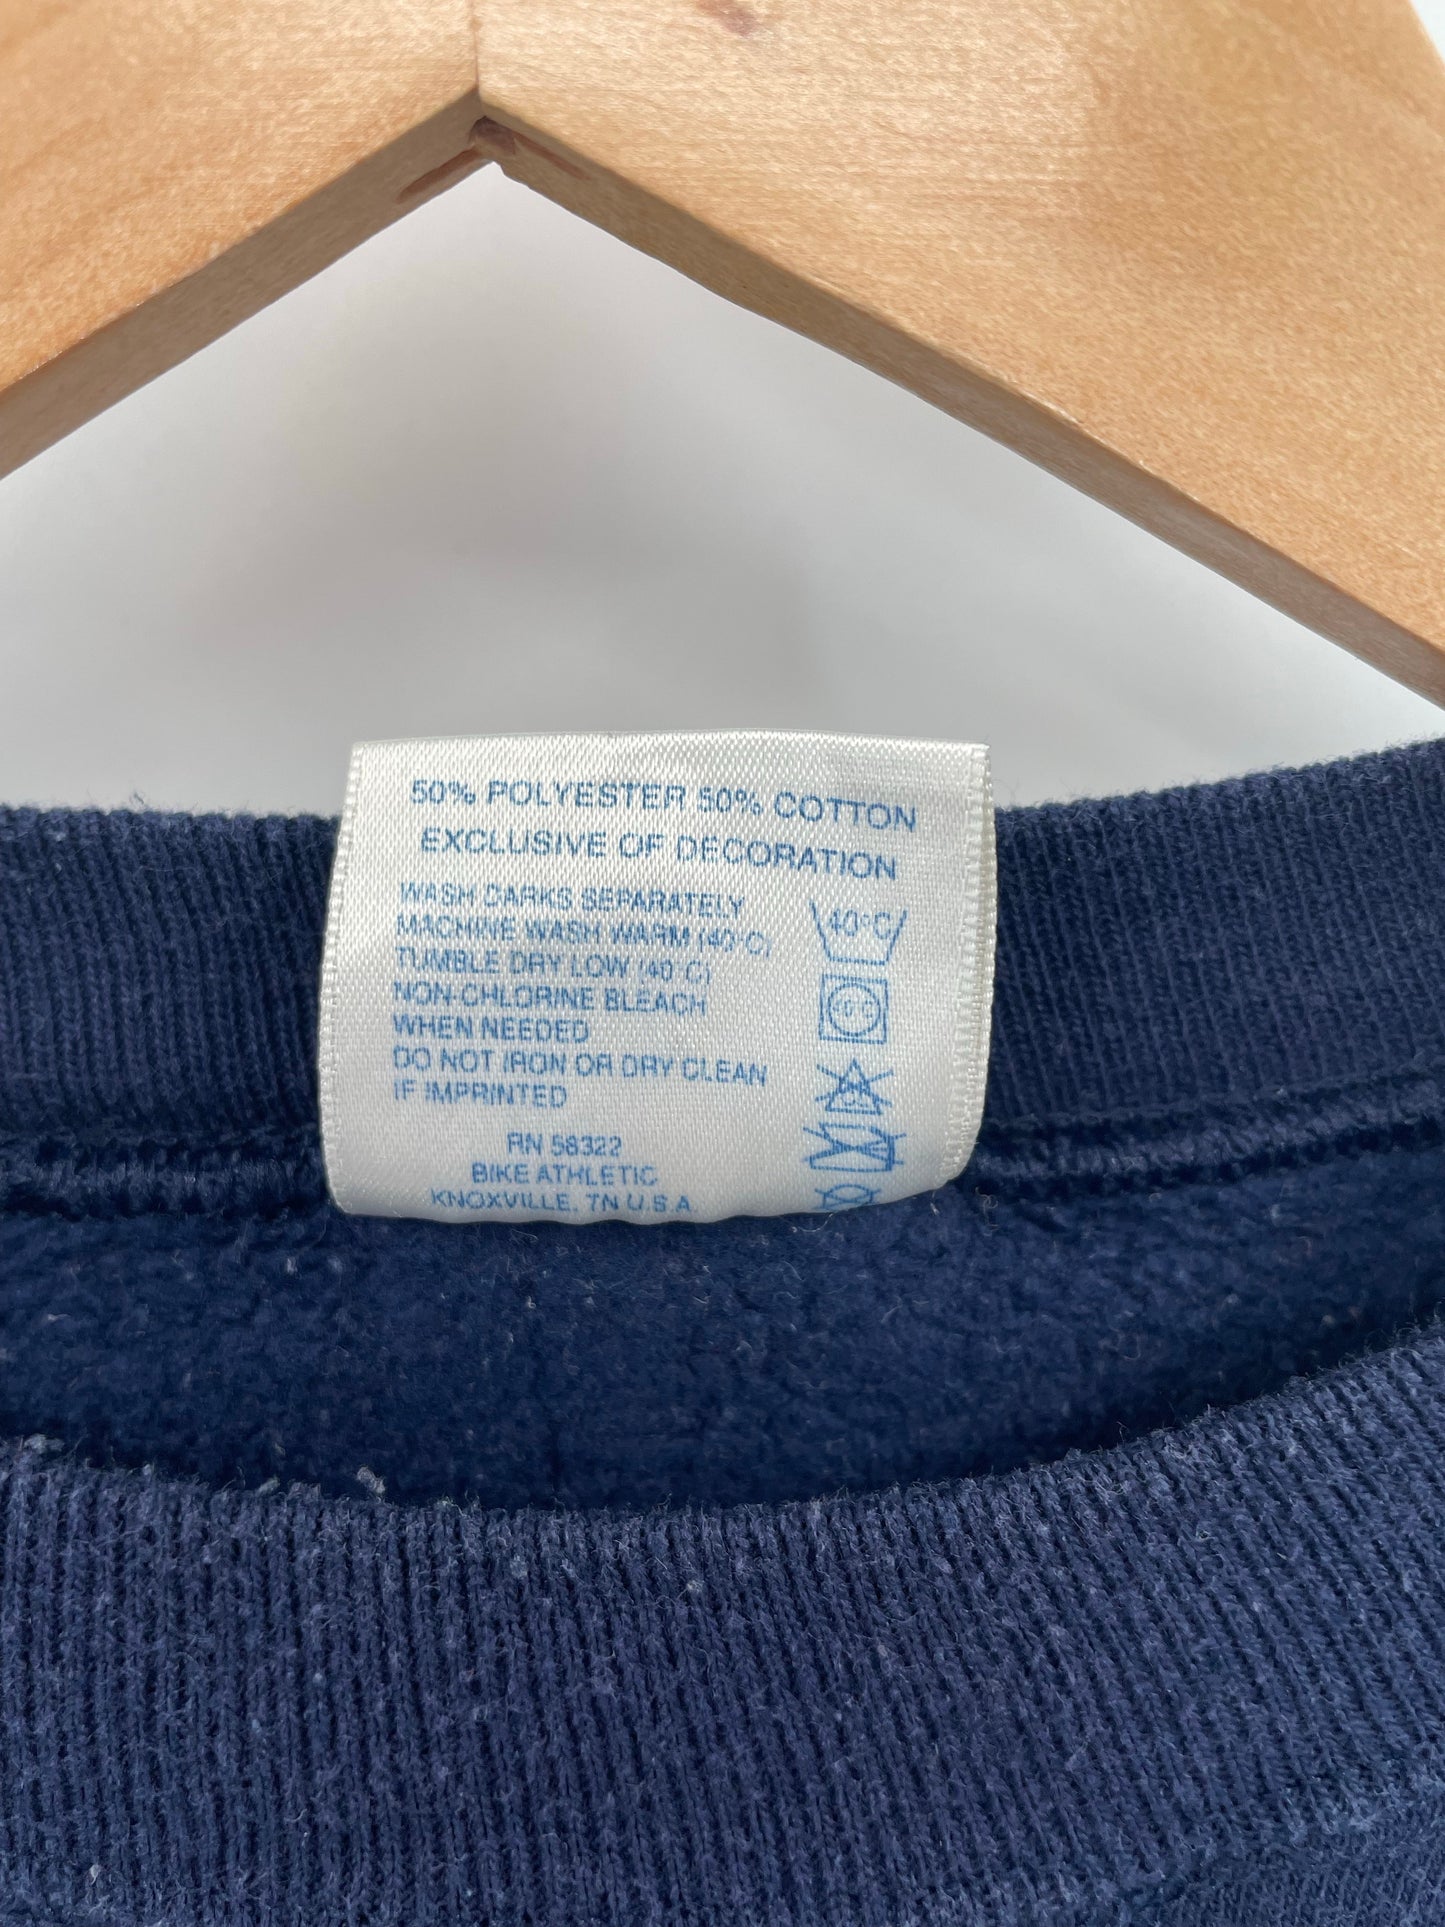 50% POLYESTER 50% COTTON
EXCLUSIVE OF DECORATION
WASH DARKS SEPARATELY
MACHINE WASH WARM (40°C)
TUMBLE DRY LOW (40°C)
NON-CHLORINE BLEACH
WHEN NEEDED
DO NOT IRON OR DRY CLEAN
IF IMPRINTED
40°C
RN 58322
BIKE ATHLETIC
KNOXVILLE, TN U.S.A.